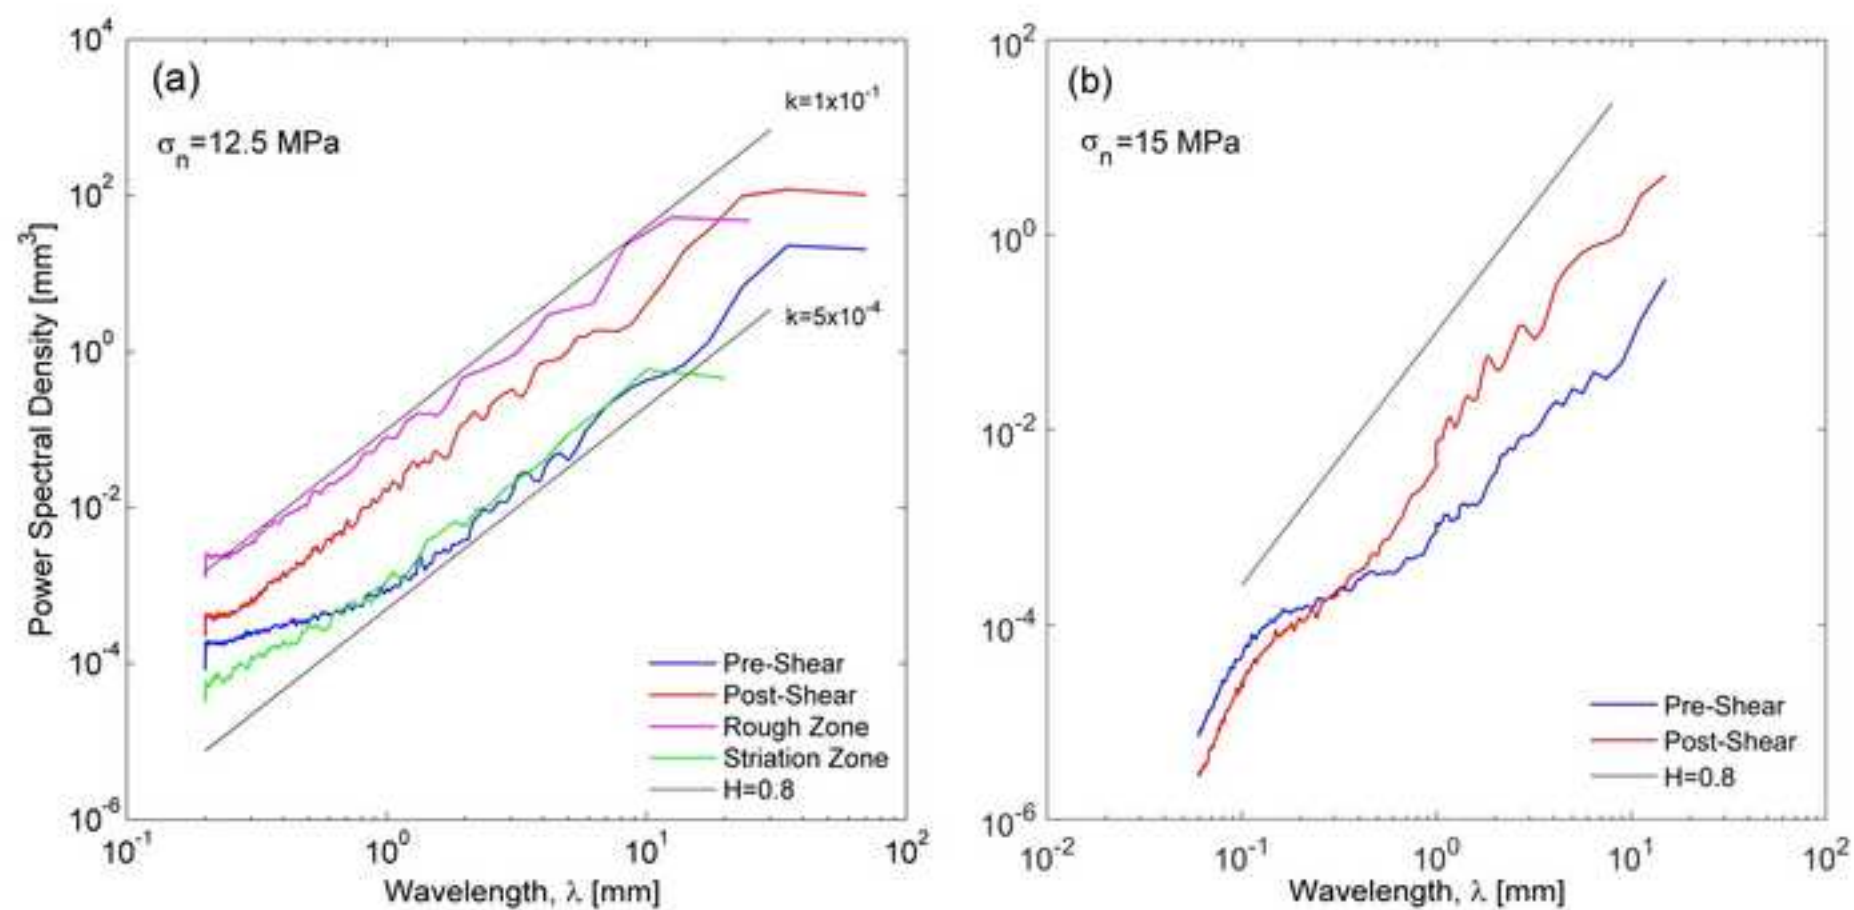 (a)
σn=12.5 MPa
k=1x10^-1
k=5x10^-4
Power Spectral Density [mm^3]
10^4
10^2
10^0
10^-2
10^-4
10^-6
10^-1
10^0
10^1
10^2
Wavelength, λ [mm]
Pre-Shear
Post-Shear
Rough Zone
Striation Zone
H=0.8
(b)
σn=15 MPa
10^2
10^0
10^-2
10^-4
10^-6
10^-2
10^-1
10^0
10^1
10^2
Wavelength, λ [mm]
Pre-Shear
Post-Shear
H=0.8